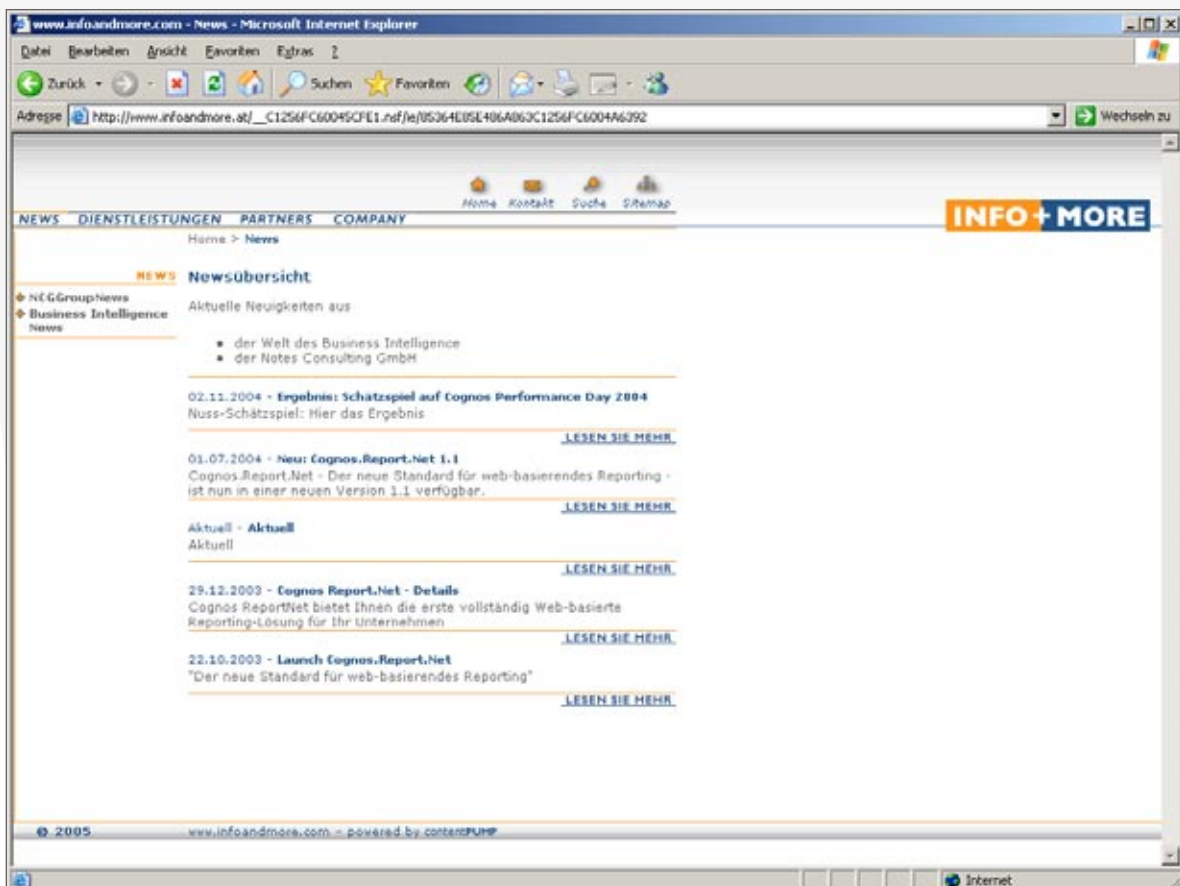 www.infoandmore.com - News - Microsoft Internet Explorer
Datei Bearbeiten Ansicht Favoriten Extras ?
Zurück Suchen Favoriten
Adresse http://www.infoandmore.at/__C1256FC60045CFE1.nsf/ie/05364E05E406A063C1256FC6004A6392 Wechseln zu
Home Kontakt Suche Sitemap
NEWS DIENSTLEISTUNGEN PARTNERS COMPANY
INFO+MORE
Home > News
NEWS
NCGGroupNews
Business Intelligence
News
Newsübersicht
Aktuelle Neuigkeiten aus
der Welt des Business Intelligence
der Notes Consulting GmbH
02.11.2004 - Ergebnis: Schätzspiel auf Cognos Performance Day 2004
Nuss-Schätzspiel: Hier das Ergebnis
LESEN SIE MEHR
01.07.2004 - Neu: Cognos.Report.Net 1.1
Cognos.Report.Net - Der neue Standard für web-basierendes Reporting -
ist nun in einer neuen Version 1.1 verfügbar.
LESEN SIE MEHR
Aktuell - Aktuell
Aktuell
LESEN SIE MEHR
29.12.2003 - Cognos Report.Net - Details
Cognos ReportNet bietet Ihnen die erste vollständig Web-basierte
Reporting-Lösung für Ihr Unternehmen
LESEN SIE MEHR
22.10.2003 - Launch Cognos.Report.Net
"Der neue Standard für web-basierendes Reporting"
LESEN SIE MEHR
© 2005 www.infoandmore.com - powered by contentPUMP
Internet